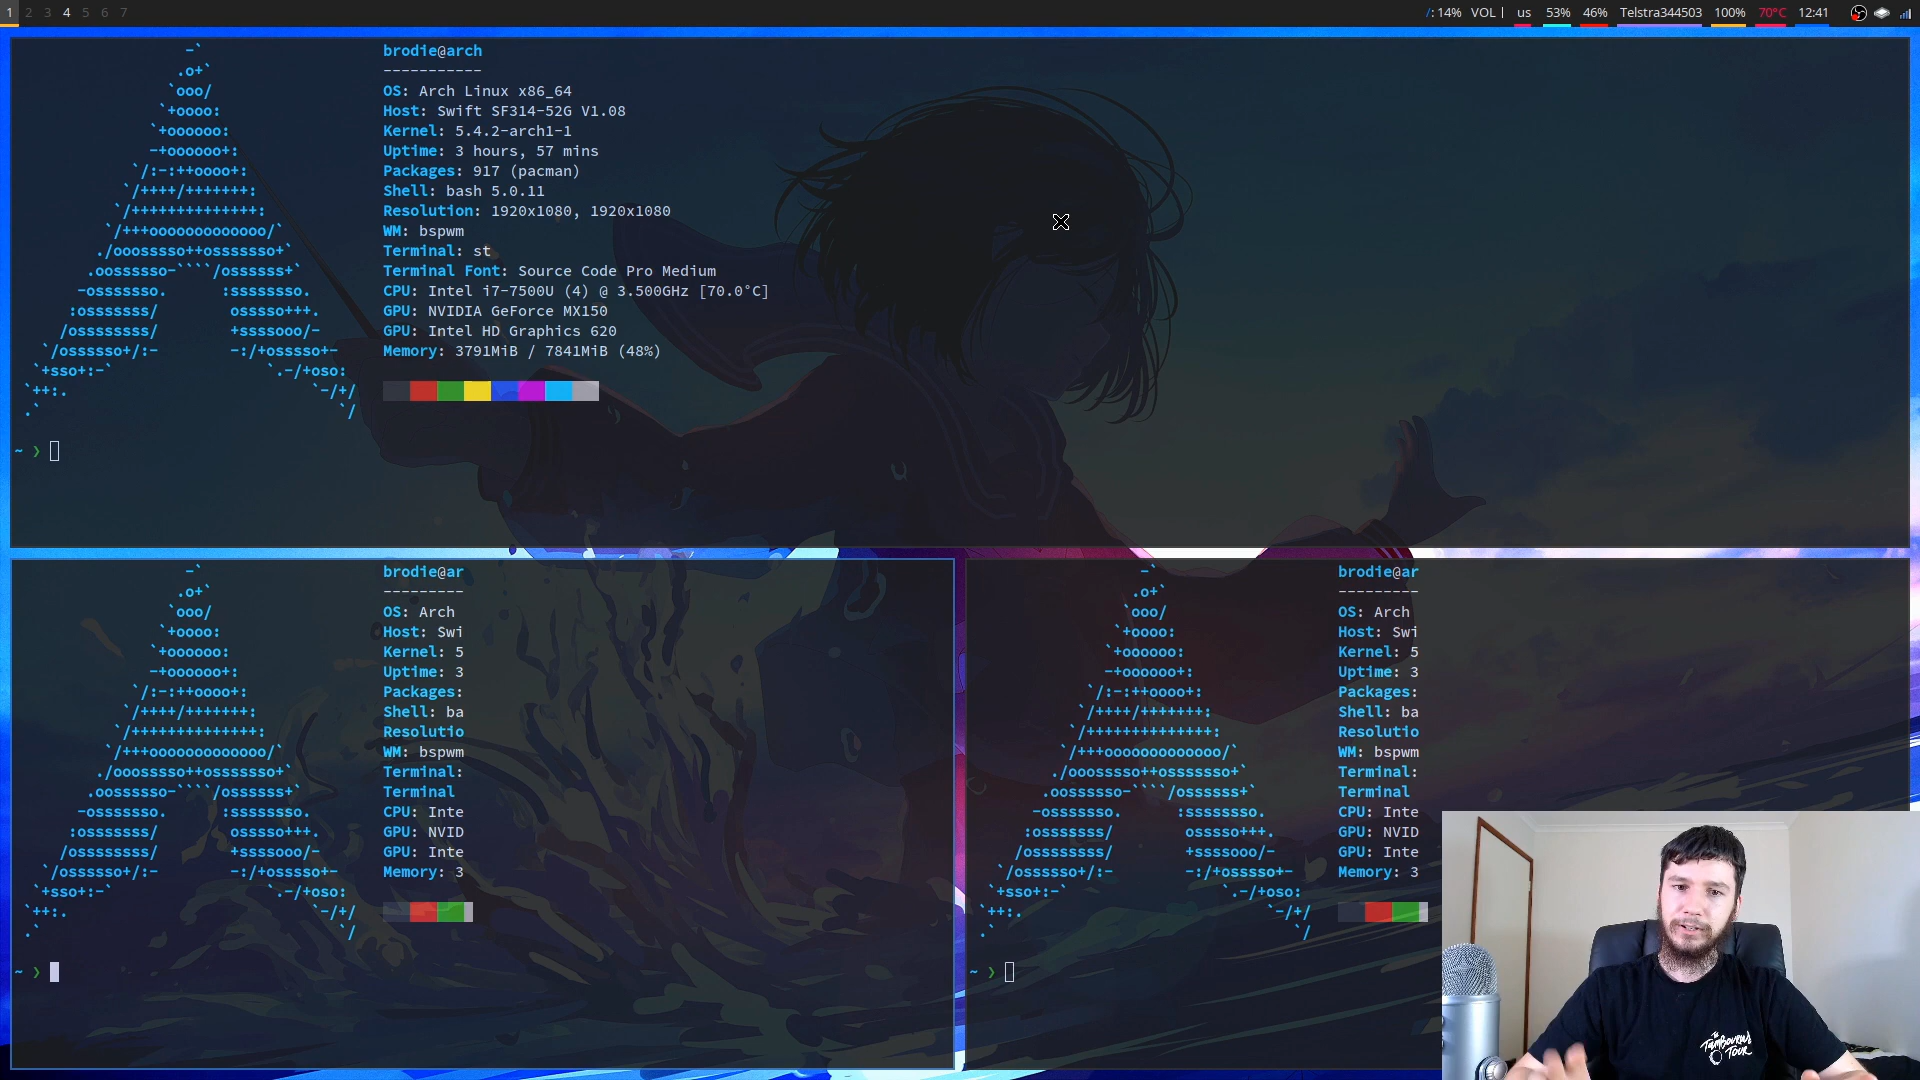 1 2 3 4 5 6 7
/: 14% VOL | us 53% 46% Telstra344503 100% 70°C 12:41
brodie@arch
-----------
OS: Arch Linux x86_64
Host: Swift SF314-52G V1.08
Kernel: 5.4.2-arch1-1
Uptime: 3 hours, 57 mins
Packages: 917 (pacman)
Shell: bash 5.0.11
Resolution: 1920x1080, 1920x1080
WM: bspwm
Terminal: st
Terminal Font: Source Code Pro Medium
CPU: Intel i7-7500U (4) @ 3.500GHz [70.0°C]
GPU: NVIDIA GeForce MX150
GPU: Intel HD Graphics 620
Memory: 3791MiB / 7841MiB (48%)
~ ❯
brodie@ar
---------
OS: Arch
Host: Swi
Kernel: 5
Uptime: 3
Packages:
Shell: ba
Resolutio
WM: bspwm
Terminal:
Terminal
CPU: Inte
GPU: NVID
GPU: Inte
Memory: 3
~ ❯
brodie@ar
---------
OS: Arch
Host: Swi
Kernel: 5
Uptime: 3
Packages:
Shell: ba
Resolutio
WM: bspwm
Terminal:
Terminal
CPU: Inte
GPU: NVID
GPU: Inte
Memory: 3
~ ❯
The
Tambourine
Tour